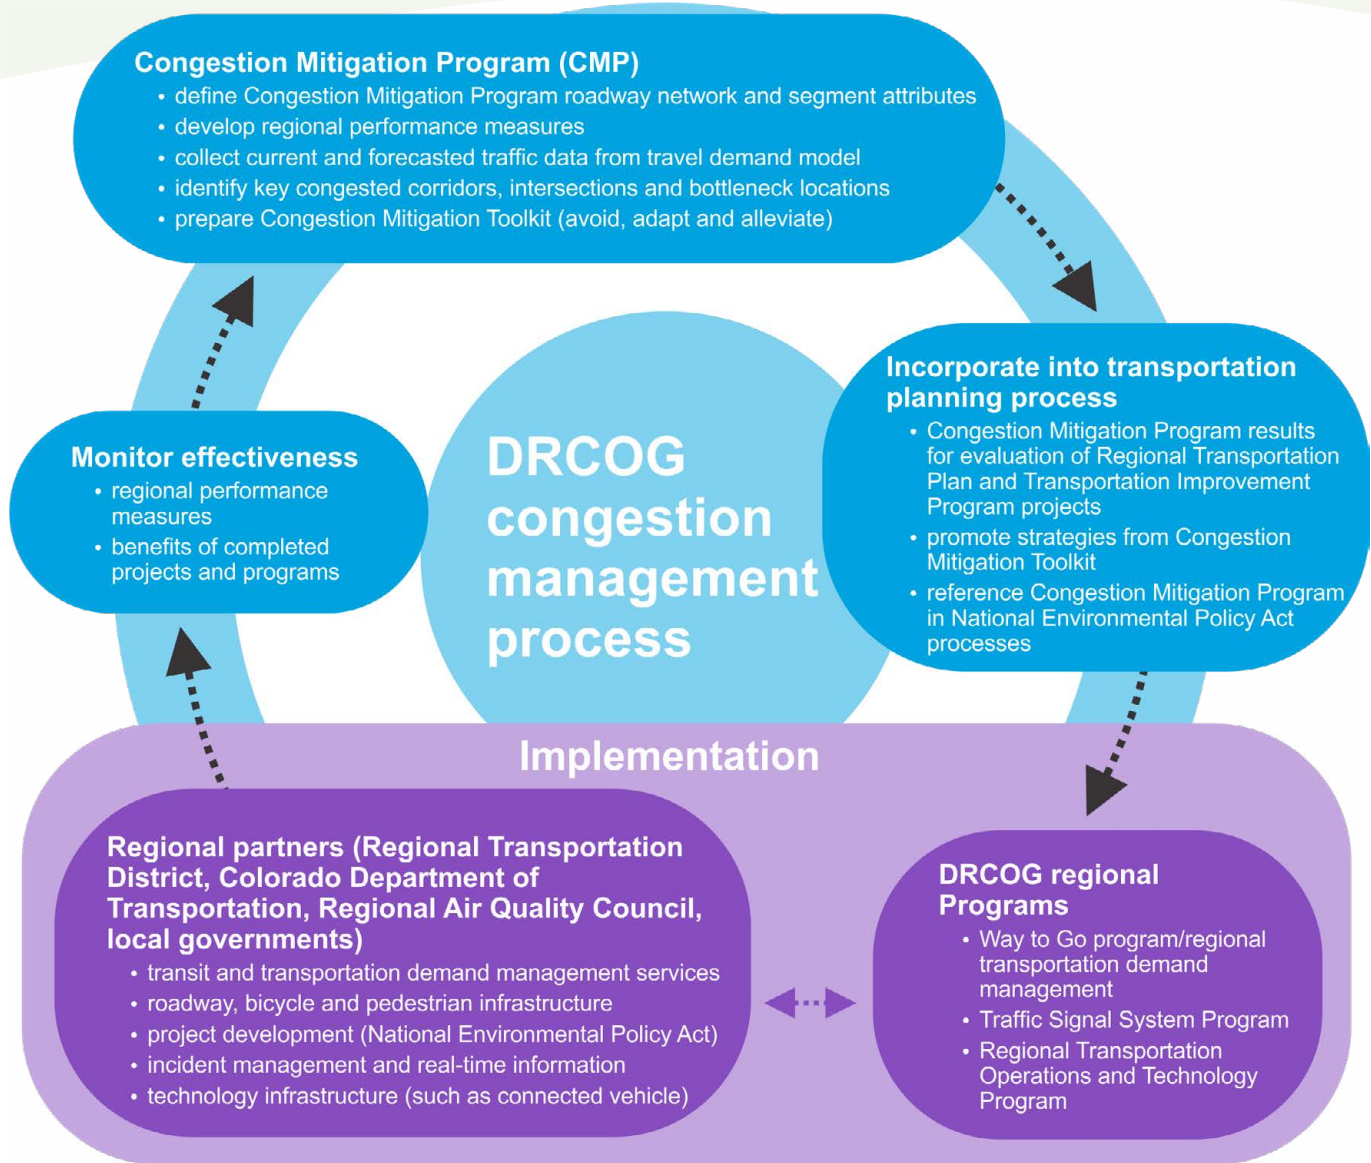 Congestion Mitigation Program (CMP)
• define Congestion Mitigation Program roadway network and segment attributes
• develop regional performance measures
• collect current and forecasted traffic data from travel demand model
• identify key congested corridors, intersections and bottleneck locations
• prepare Congestion Mitigation Toolkit (avoid, adapt and alleviate)
Incorporate into transportation
planning process
• Congestion Mitigation Program results
for evaluation of Regional Transportation
Plan and Transportation Improvement
Program projects
• promote strategies from Congestion
Mitigation Toolkit
• reference Congestion Mitigation Program
in National Environmental Policy Act
processes
DRCOG
congestion
management
process
Monitor effectiveness
• regional performance
measures
• benefits of completed
projects and programs
Implementation
Regional partners (Regional Transportation
District, Colorado Department of
Transportation, Regional Air Quality Council,
local governments)
• transit and transportation demand management services
• roadway, bicycle and pedestrian infrastructure
• project development (National Environmental Policy Act)
• incident management and real-time information
• technology infrastructure (such as connected vehicle)
DRCOG regional
Programs
• Way to Go program/regional
transportation demand
management
• Traffic Signal System Program
• Regional Transportation
Operations and Technology
Program